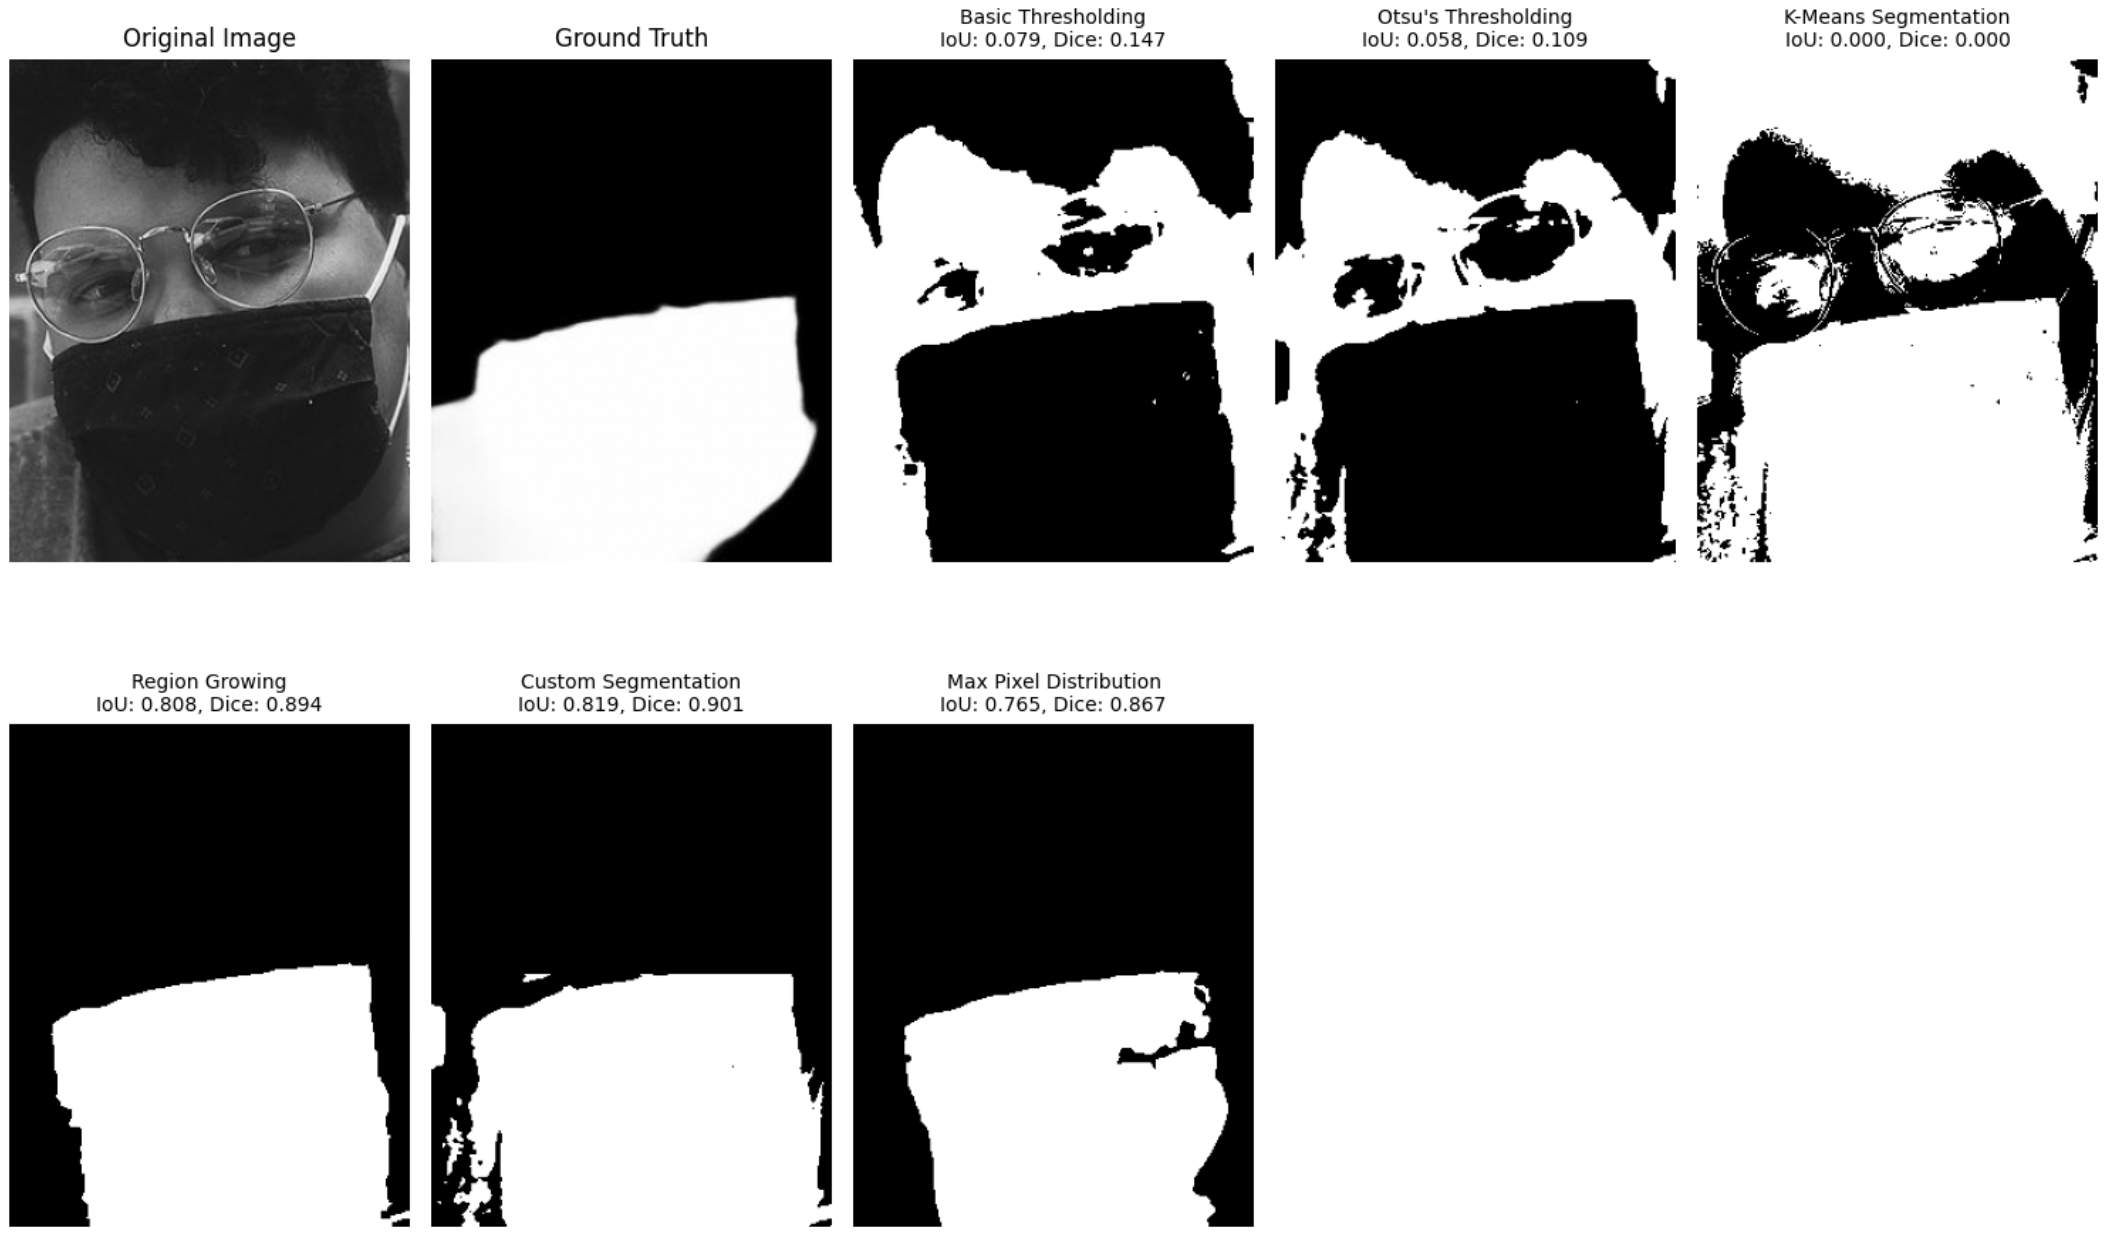 Original Image
Ground Truth
Basic Thresholding
IoU: 0.079, Dice: 0.147
Otsu's Thresholding
IoU: 0.058, Dice: 0.109
K-Means Segmentation
IoU: 0.000, Dice: 0.000
Region Growing
IoU: 0.808, Dice: 0.894
Custom Segmentation
IoU: 0.819, Dice: 0.901
Max Pixel Distribution
IoU: 0.765, Dice: 0.867